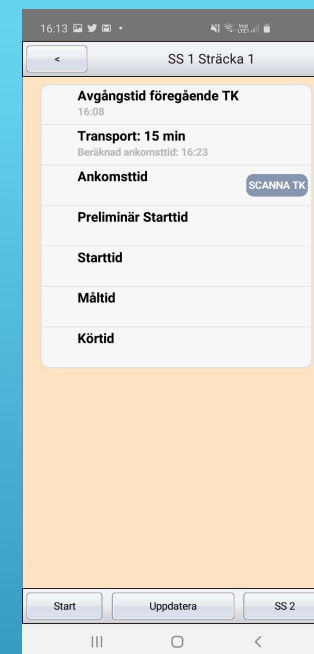 16:13
<
SS 1 Sträcka 1
Avgångstid föregående TK
16:08
Transport: 15 min
Beräknad ankomsttid: 16:23
Ankomsttid
SCANNA TK
Preliminär Starttid
Starttid
Måltid
Körtid
Start
Uppdatera
SS 2